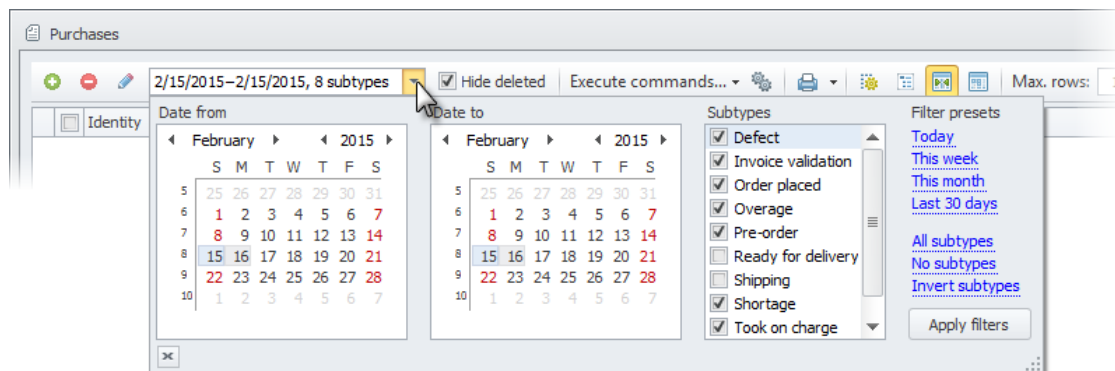 Purchases
2/15/2015–2/15/2015, 8 subtypes Hide deleted Execute commands... Max. rows:
Identity
Date from Date to Subtypes Filter presets
February 2015 February 2015 Defect Today
S M T W T F S S M T W T F S Invoice validation This week
5 25 26 27 28 29 30 31 5 25 26 27 28 29 30 31 Order placed This month
6 1 2 3 4 5 6 7 6 1 2 3 4 5 6 7 Overage Last 30 days
7 8 9 10 11 12 13 14 7 8 9 10 11 12 13 14 Pre-order
8 15 16 17 18 19 20 21 8 15 16 17 18 19 20 21 Ready for delivery All subtypes
9 22 23 24 25 26 27 28 9 22 23 24 25 26 27 28 Shipping No subtypes
10 1 2 3 4 5 6 7 10 1 2 3 4 5 6 7 Shortage Invert subtypes
Took on charge Apply filters